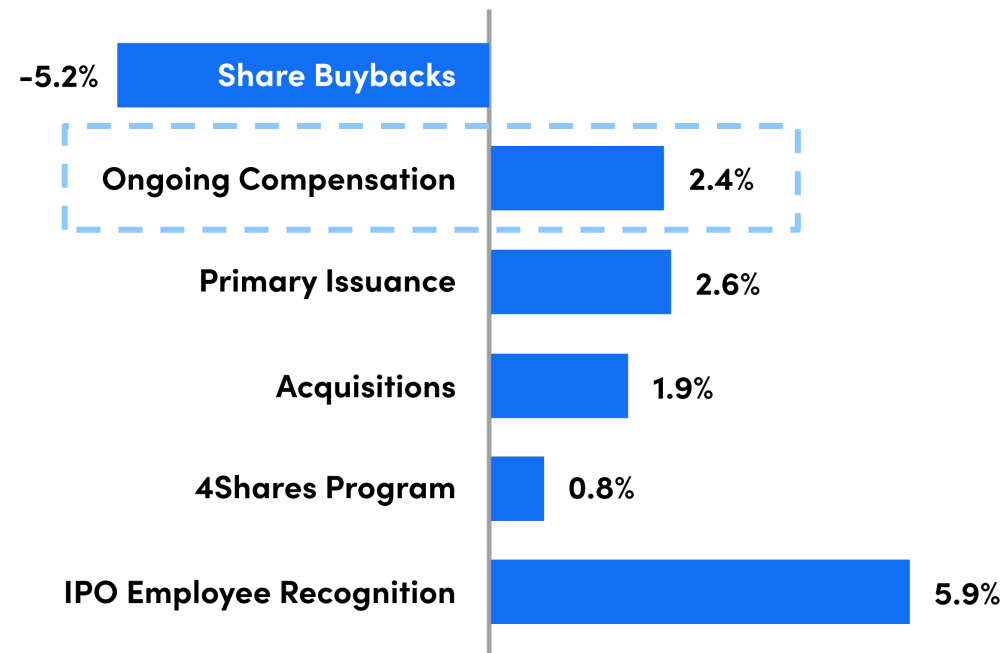 -5.2% Share Buybacks
Ongoing Compensation 2.4%
Primary Issuance 2.6%
Acquisitions 1.9%
4Shares Program 0.8%
IPO Employee Recognition 5.9%